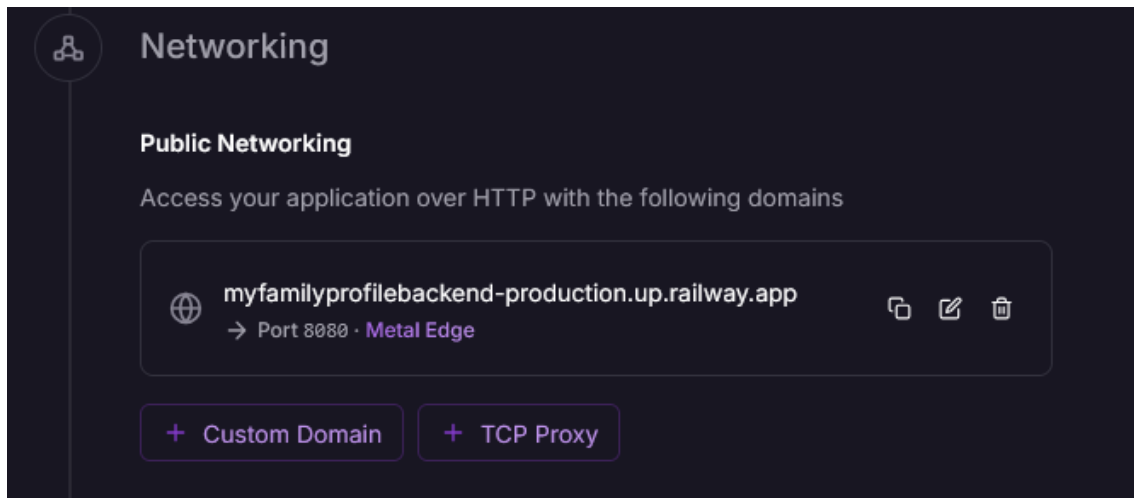 Networking
Public Networking
Access your application over HTTP with the following domains
myfamilyprofilebackend-production.up.railway.app
→ Port 8080 · Metal Edge
+ Custom Domain
+ TCP Proxy